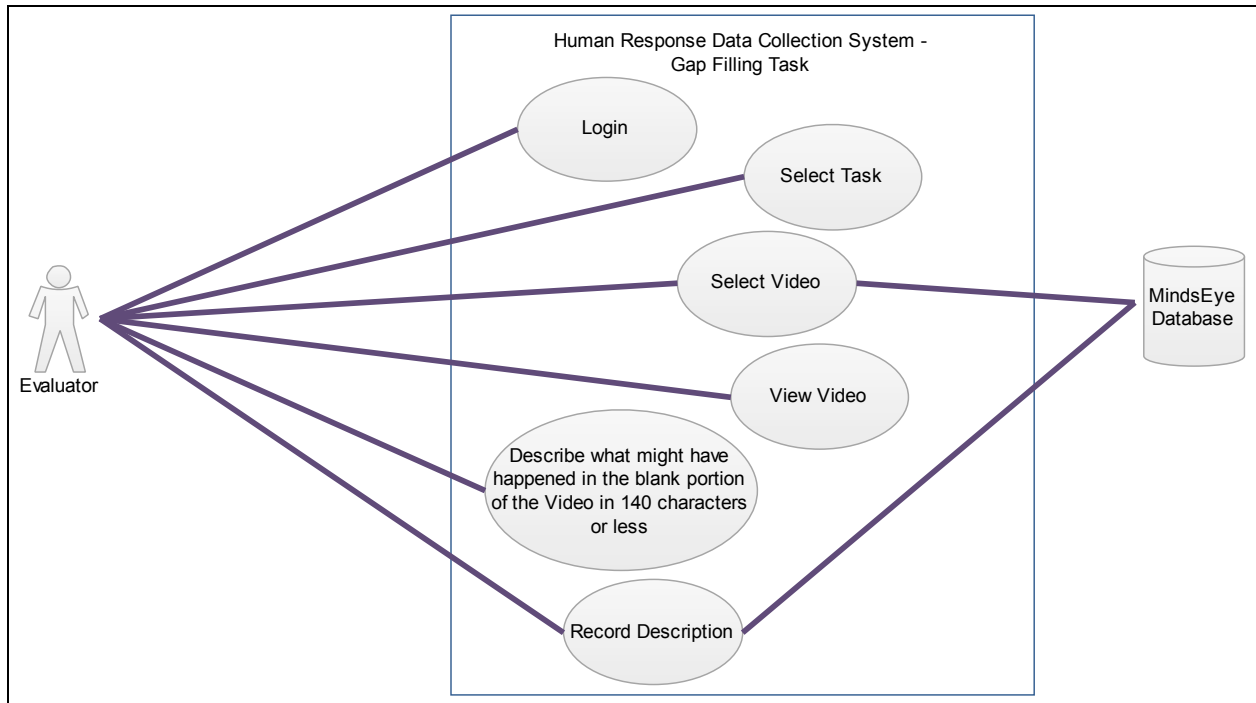 Human Response Data Collection System -
Gap Filling Task
Login
Select Task
Select Video
MindsEye
Database
Evaluator
View Video
Describe what might have
happened in the blank portion
of the Video in 140 characters
or less
Record Description